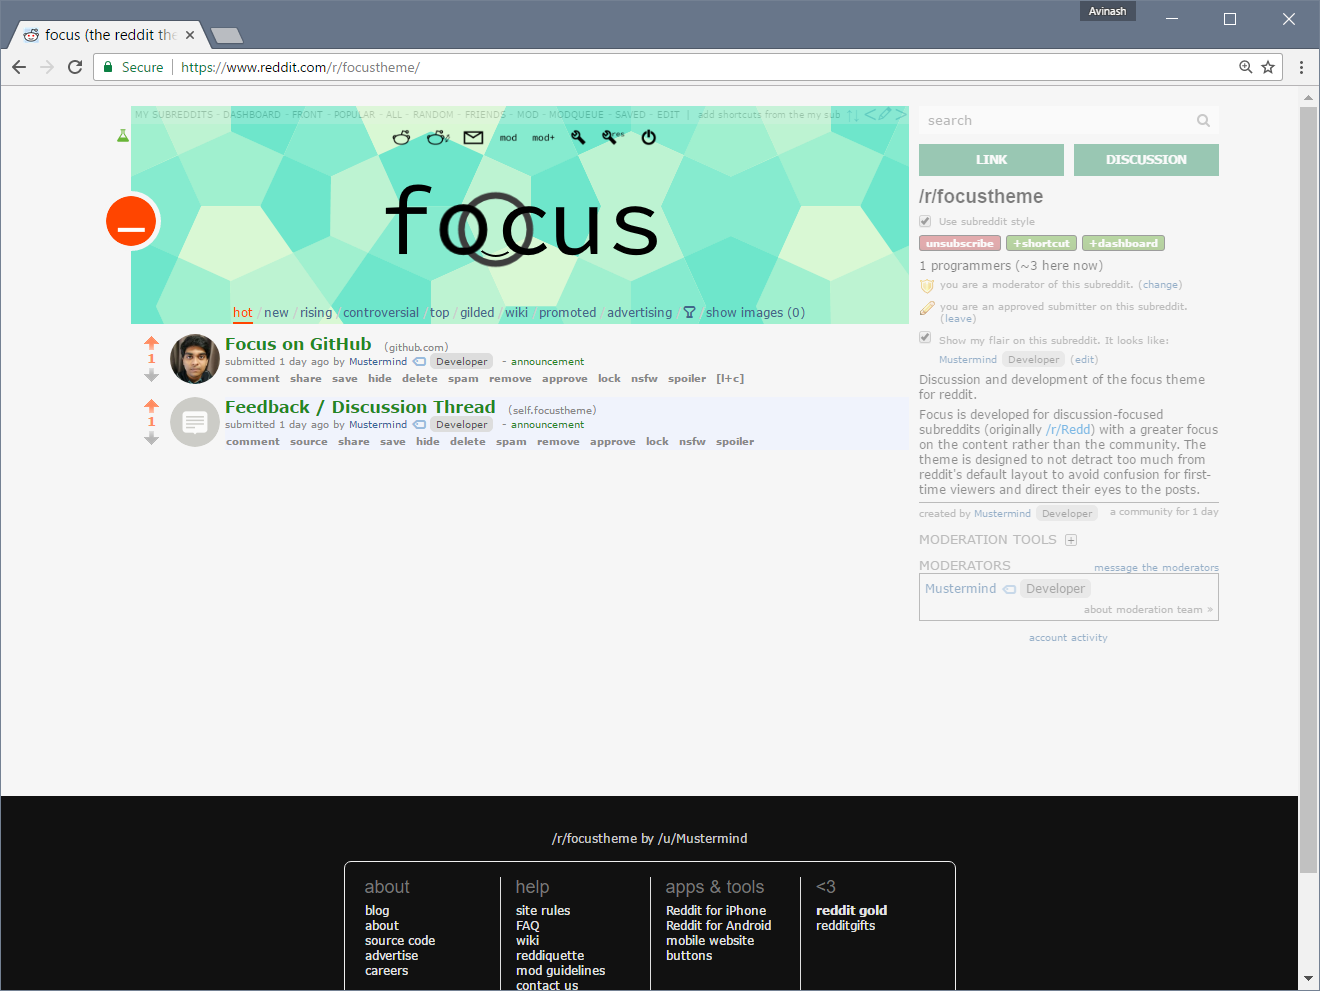 Avinash
focus (the reddit the
Secure https://www.reddit.com/r/focustheme/
MY SUBREDDITS - DASHBOARD - FRONT - POPULAR - ALL - RANDOM - FRIENDS - MOD - MODQUEUE - SAVED - EDIT | add shortcuts from the my sub ↑↓ < >
mod mod+ res
focus
hot / new / rising / controversial / top / gilded / wiki / promoted / advertising show images (0)
1
Focus on GitHub (github.com)
submitted 1 day ago by Mustermind Developer - announcement
comment share save hide delete spam remove approve lock nsfw spoiler [l+c]
1
Feedback / Discussion Thread (self.focustheme)
submitted 1 day ago by Mustermind Developer - announcement
comment source share save hide delete spam remove approve lock nsfw spoiler
search
LINK DISCUSSION
/r/focustheme
Use subreddit style
unsubscribe +shortcut +dashboard
1 programmers (~3 here now)
you are a moderator of this subreddit. (change)
you are an approved submitter on this subreddit.
(leave)
Show my flair on this subreddit. It looks like:
Mustermind Developer (edit)
Discussion and development of the focus theme
for reddit.
Focus is developed for discussion-focused
subreddits (originally /r/Redd) with a greater focus
on the content rather than the community. The
theme is designed to not detract too much from
reddit's default layout to avoid confusion for first-
time viewers and direct their eyes to the posts.
created by Mustermind Developer a community for 1 day
MODERATION TOOLS +
MODERATORS message the moderators
Mustermind Developer
about moderation team »
account activity
/r/focustheme by /u/Mustermind
about
blog
about
source code
advertise
careers
help
site rules
FAQ
wiki
reddiquette
mod guidelines
contact us
apps & tools
Reddit for iPhone
Reddit for Android
mobile website
buttons
<3
reddit gold
redditgifts